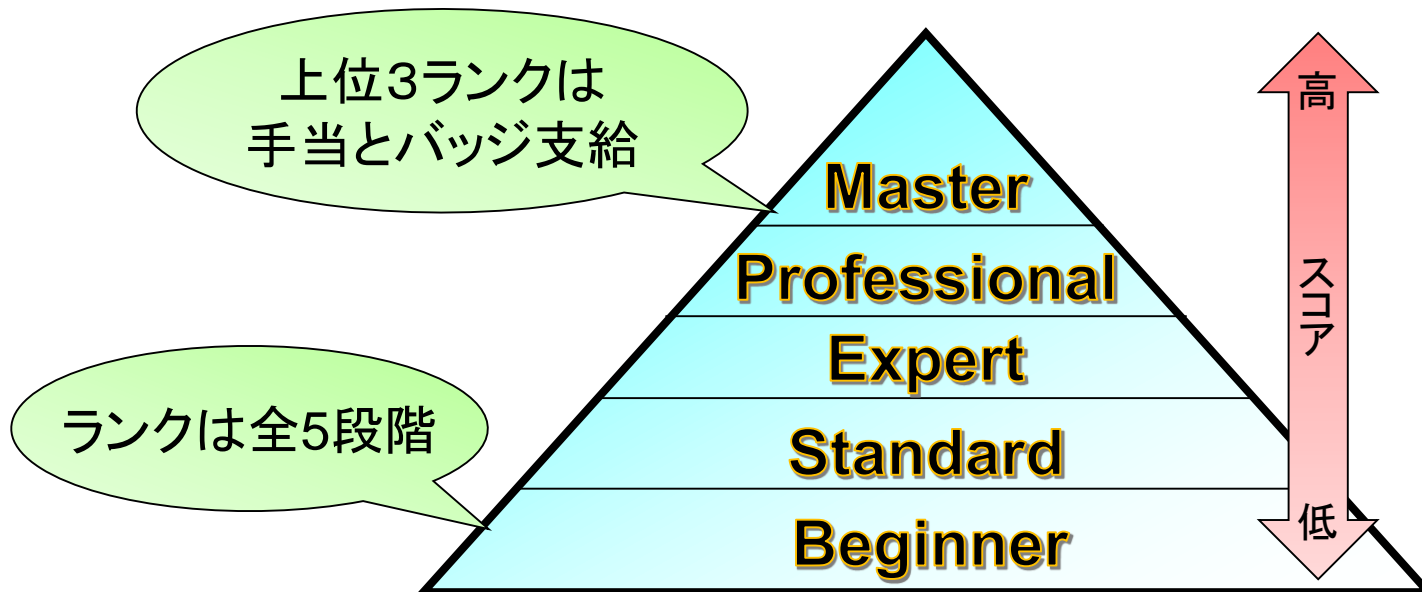 上位3ランクは
手当とバッジ支給
ランクは全5段階
Master
Professional
Expert
Standard
Beginner
高
スコア
低